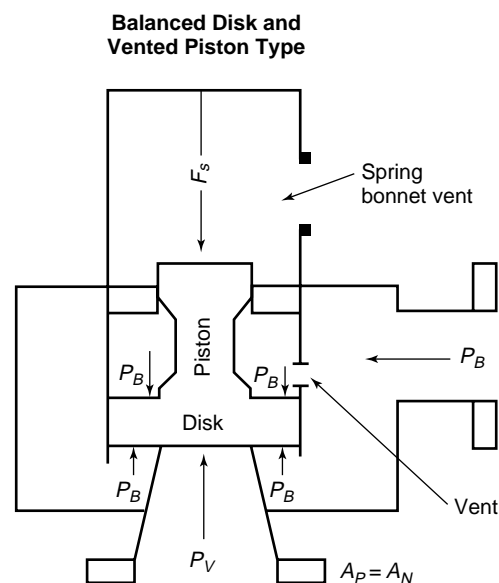 Balanced Disk and
Vented Piston Type
F_s
Spring
bonnet vent
Piston
P_B
P_B
P_B
Disk
P_B
P_B
Vent
P_V
A_P = A_N